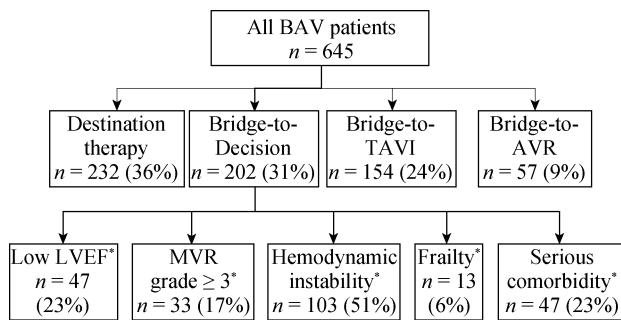 All BAV patients
n = 645
Destination
therapy
n = 232 (36%)
Bridge-to-
Decision
n = 202 (31%)
Bridge-to-
TAVI
n = 154 (24%)
Bridge-to-
AVR
n = 57 (9%)
Low LVEF*
n = 47
(23%)
MVR
grade ≥ 3*
n = 33 (17%)
Hemodynamic
instability*
n = 103 (51%)
Frailty*
n = 13
(6%)
Serious
comorbidity*
n = 47 (23%)